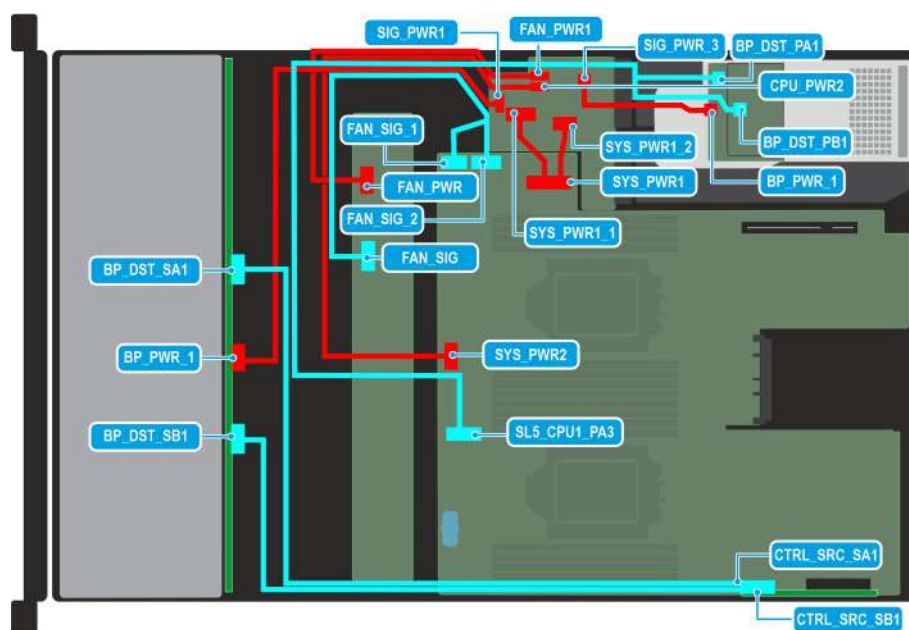 SIG_PWR1
FAN_PWR1
SIG_PWR_3
BP_DST_PA1
CPU_PWR2
FAN_SIG_1
SYS_PWR1_2
BP_DST_PB1
FAN_PWR
SYS_PWR1
BP_PWR_1
FAN_SIG_2
SYS_PWR1_1
FAN_SIG
BP_DST_SA1
BP_PWR_1
SYS_PWR2
BP_DST_SB1
SL5_CPU1_PA3
CTRL_SRC_SA1
CTRL_SRC_SB1